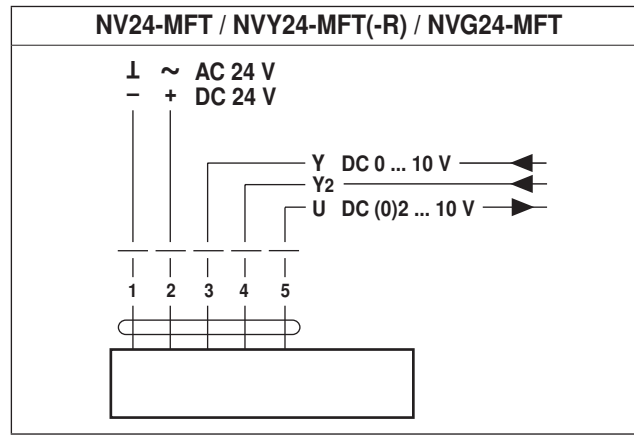 NV24-MFT / NVY24-MFT(-R) / NVG24-MFT
⊥ ~ AC 24 V
– + DC 24 V
Y DC 0 ... 10 V
Y2
U DC (0)2 ... 10 V
1 2 3 4 5